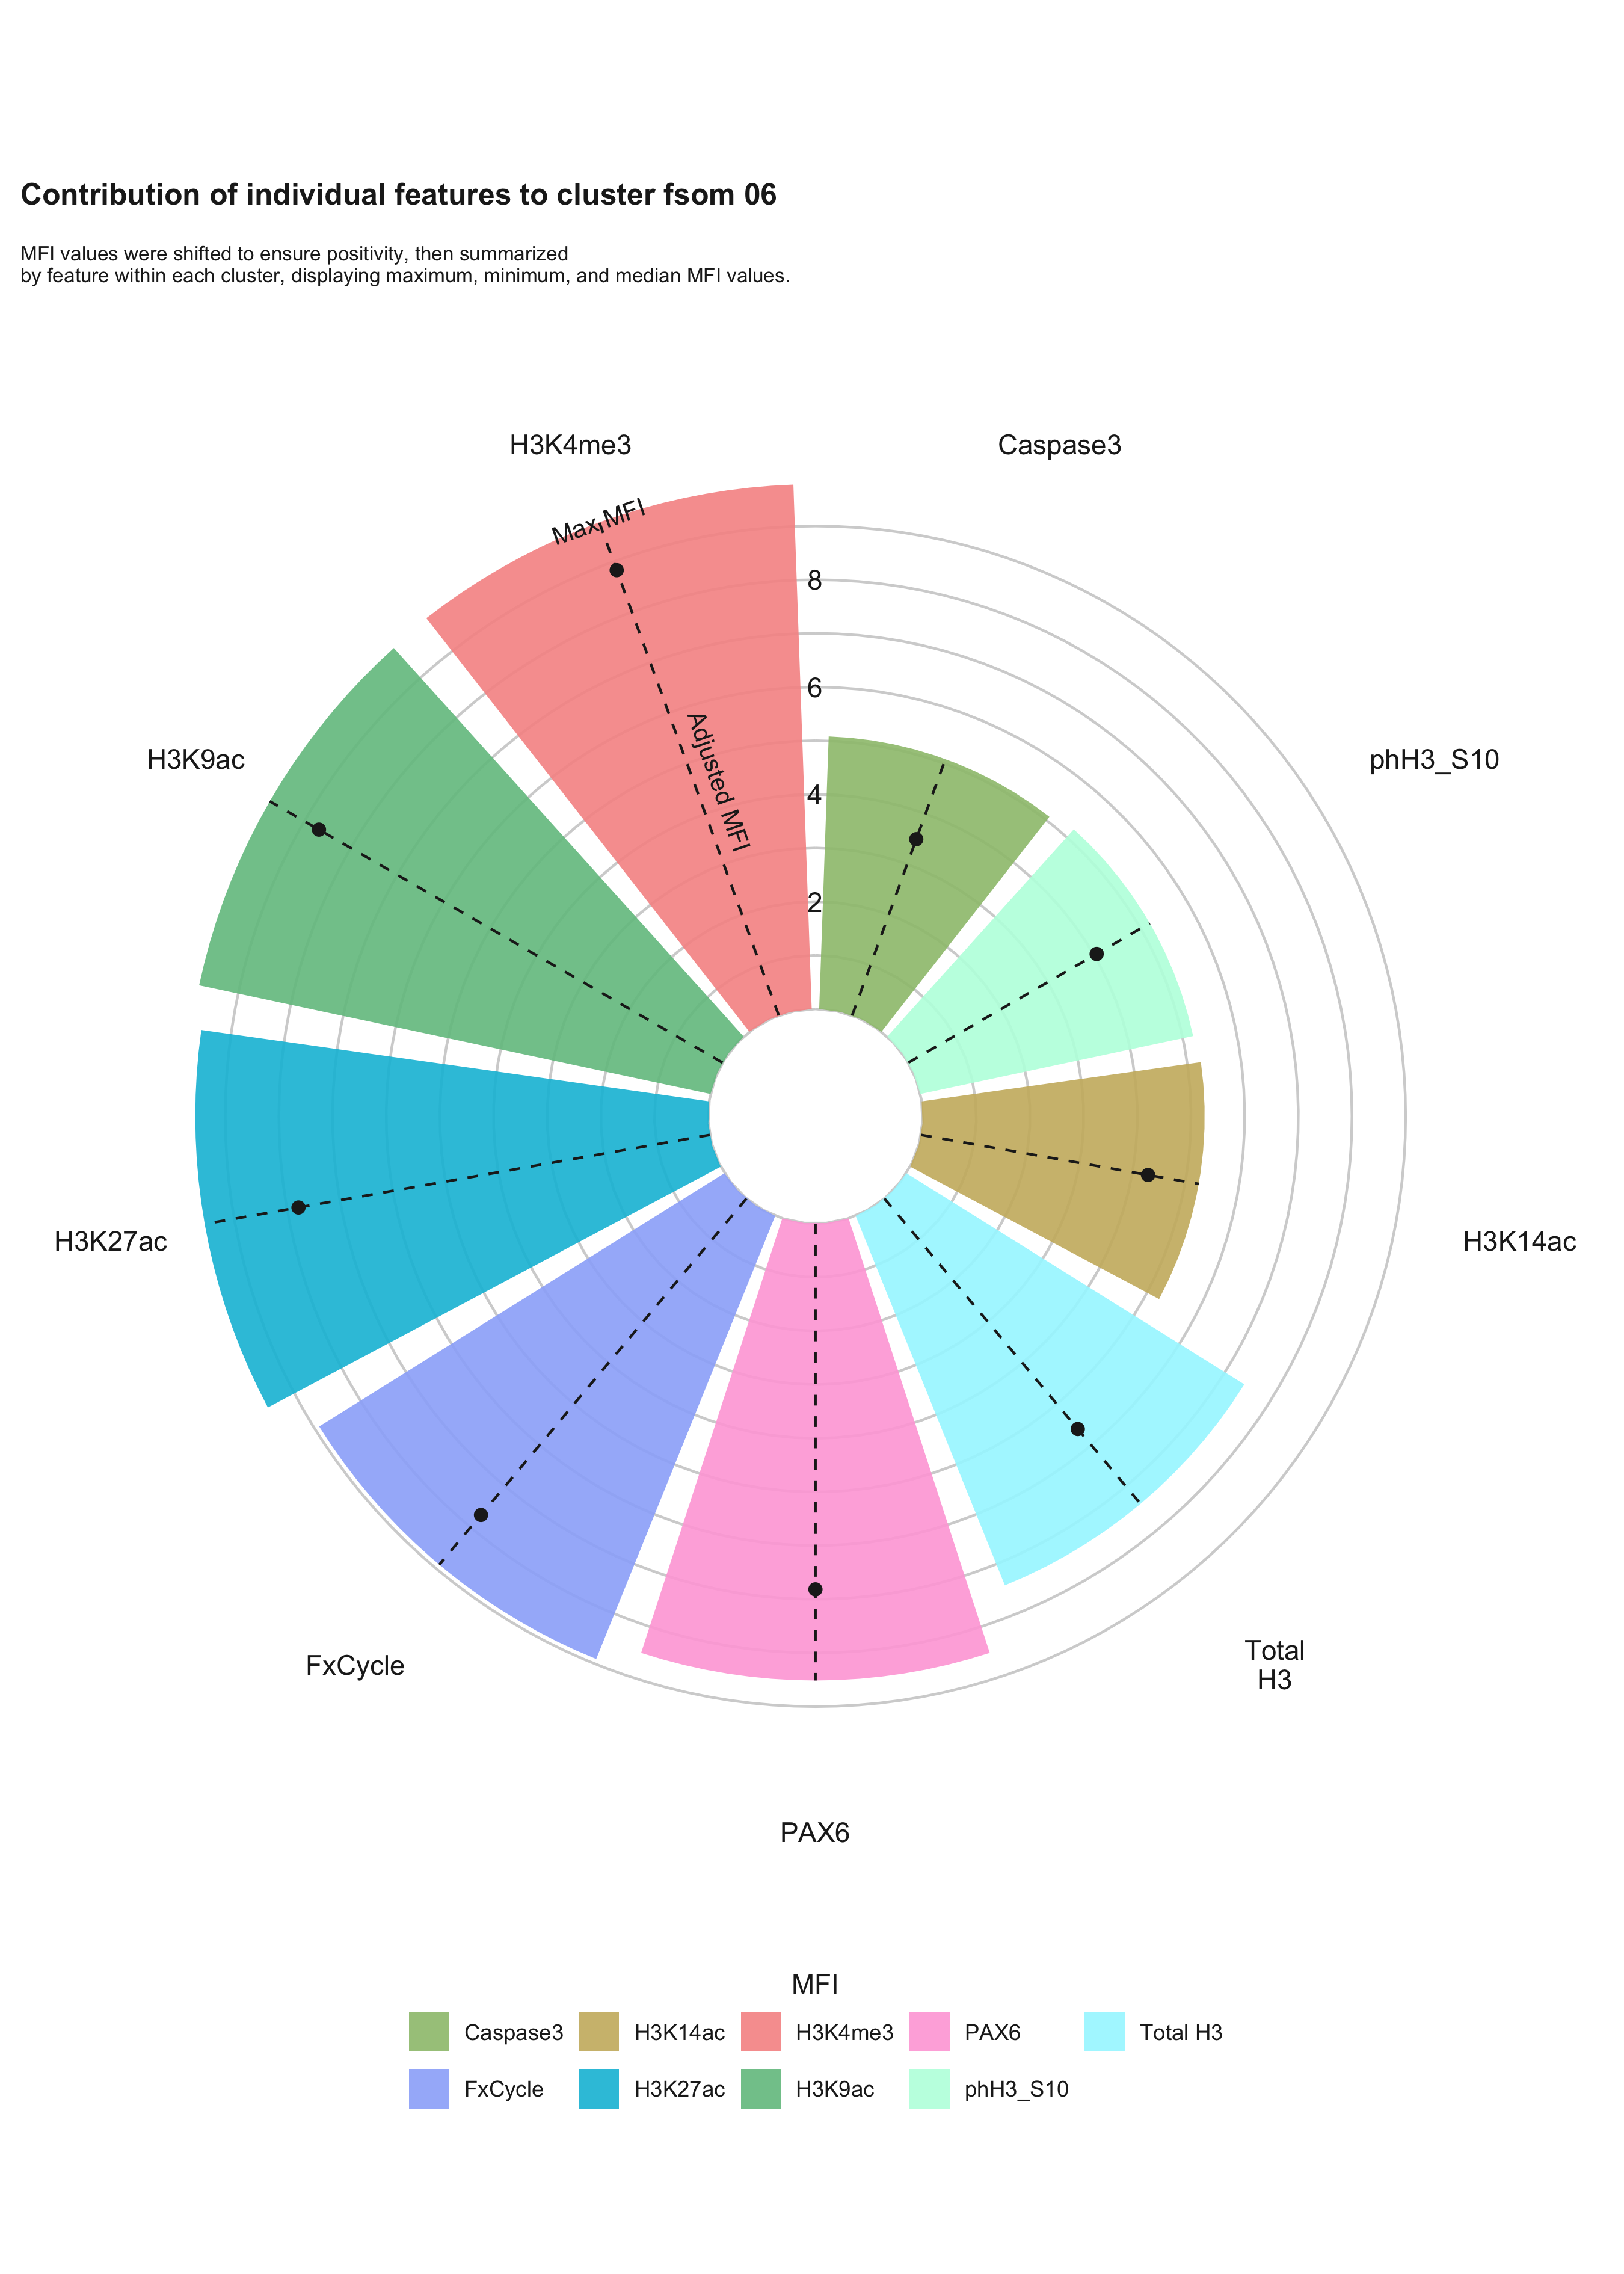 Contribution of individual features to cluster fsom 06
MFI values were shifted to ensure positivity, then summarized
by feature within each cluster, displaying maximum, minimum, and median MFI values.
H3K4me3
Caspase3
Max MFI
8
6
Adjusted MFI
H3K9ac
phH3_S10
4
2
H3K27ac
H3K14ac
FxCycle
Total
H3
PAX6
MFI
Caspase3
H3K14ac
H3K4me3
PAX6
Total H3
FxCycle
H3K27ac
H3K9ac
phH3_S10